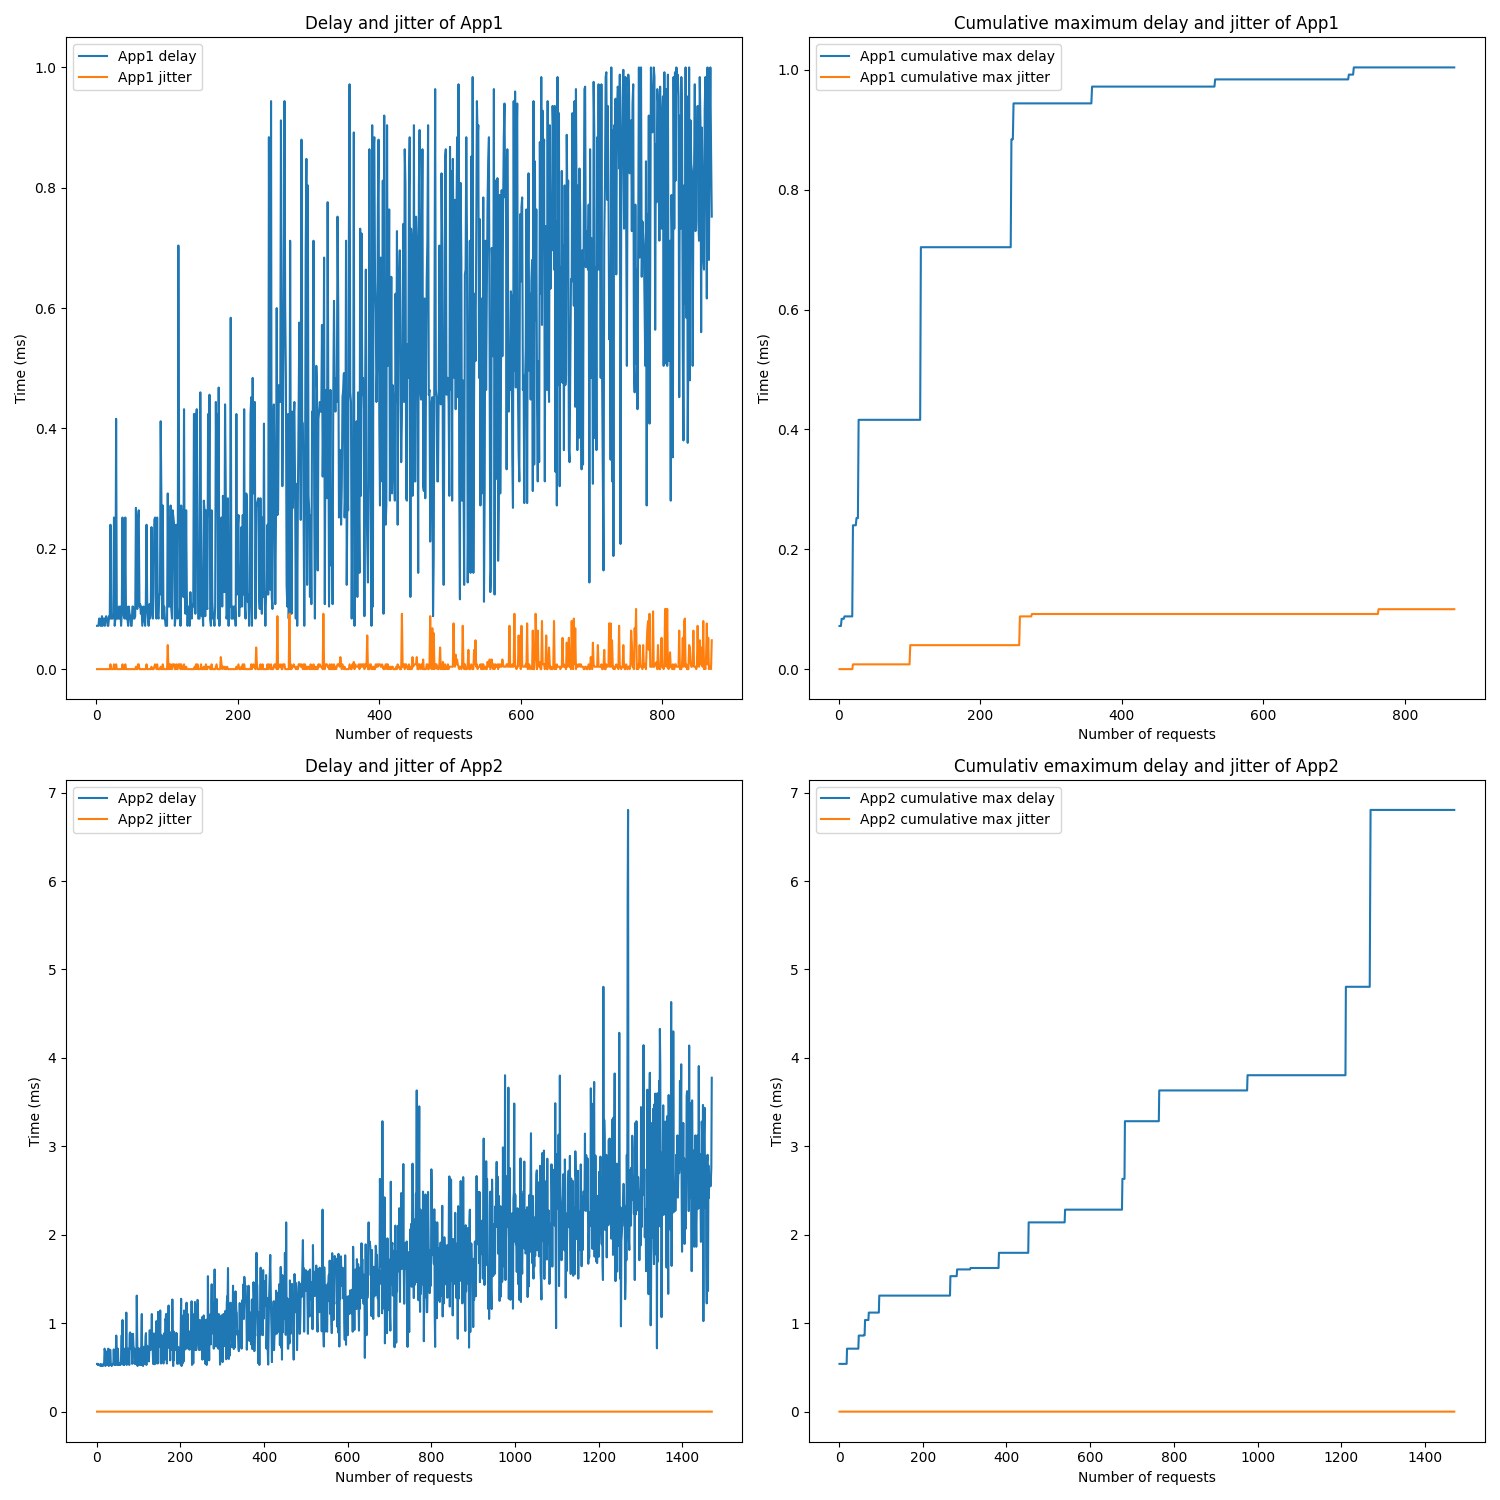 Delay and jitter of App1
App1 delay
App1 jitter
1.0
0.8
0.6
0.4
0.2
0.0
Time (ms)
0 200 400 600 800
Number of requests
Cumulative maximum delay and jitter of App1
App1 cumulative max delay
App1 cumulative max jitter
1.0
0.8
0.6
0.4
0.2
0.0
Time (ms)
0 200 400 600 800
Number of requests
Delay and jitter of App2
App2 delay
App2 jitter
7
6
5
4
3
2
1
0
Time (ms)
0 200 400 600 800 1000 1200 1400
Number of requests
Cumulativ emaximum delay and jitter of App2
App2 cumulative max delay
App2 cumulative max jitter
7
6
5
4
3
2
1
0
Time (ms)
0 200 400 600 800 1000 1200 1400
Number of requests